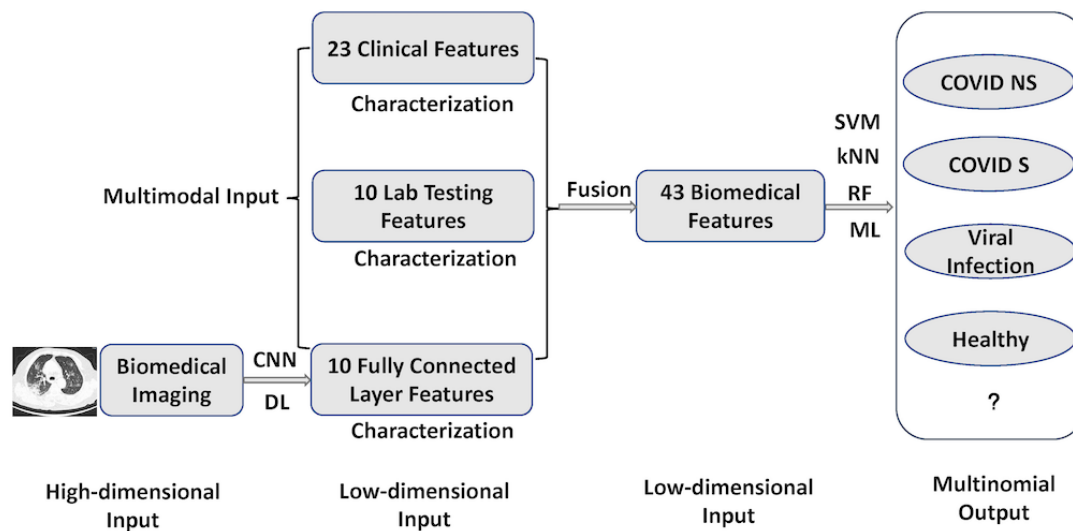 23 Clinical Features
Characterization
Multimodal Input
10 Lab Testing
Features
Characterization
Biomedical
Imaging
CNN
DL
10 Fully Connected
Layer Features
Characterization
Fusion
43 Biomedical
Features
SVM
kNN
RF
ML
COVID NS
COVID S
Viral
Infection
Healthy
?
High-dimensional
Input
Low-dimensional
Input
Low-dimensional
Input
Multinomial
Output